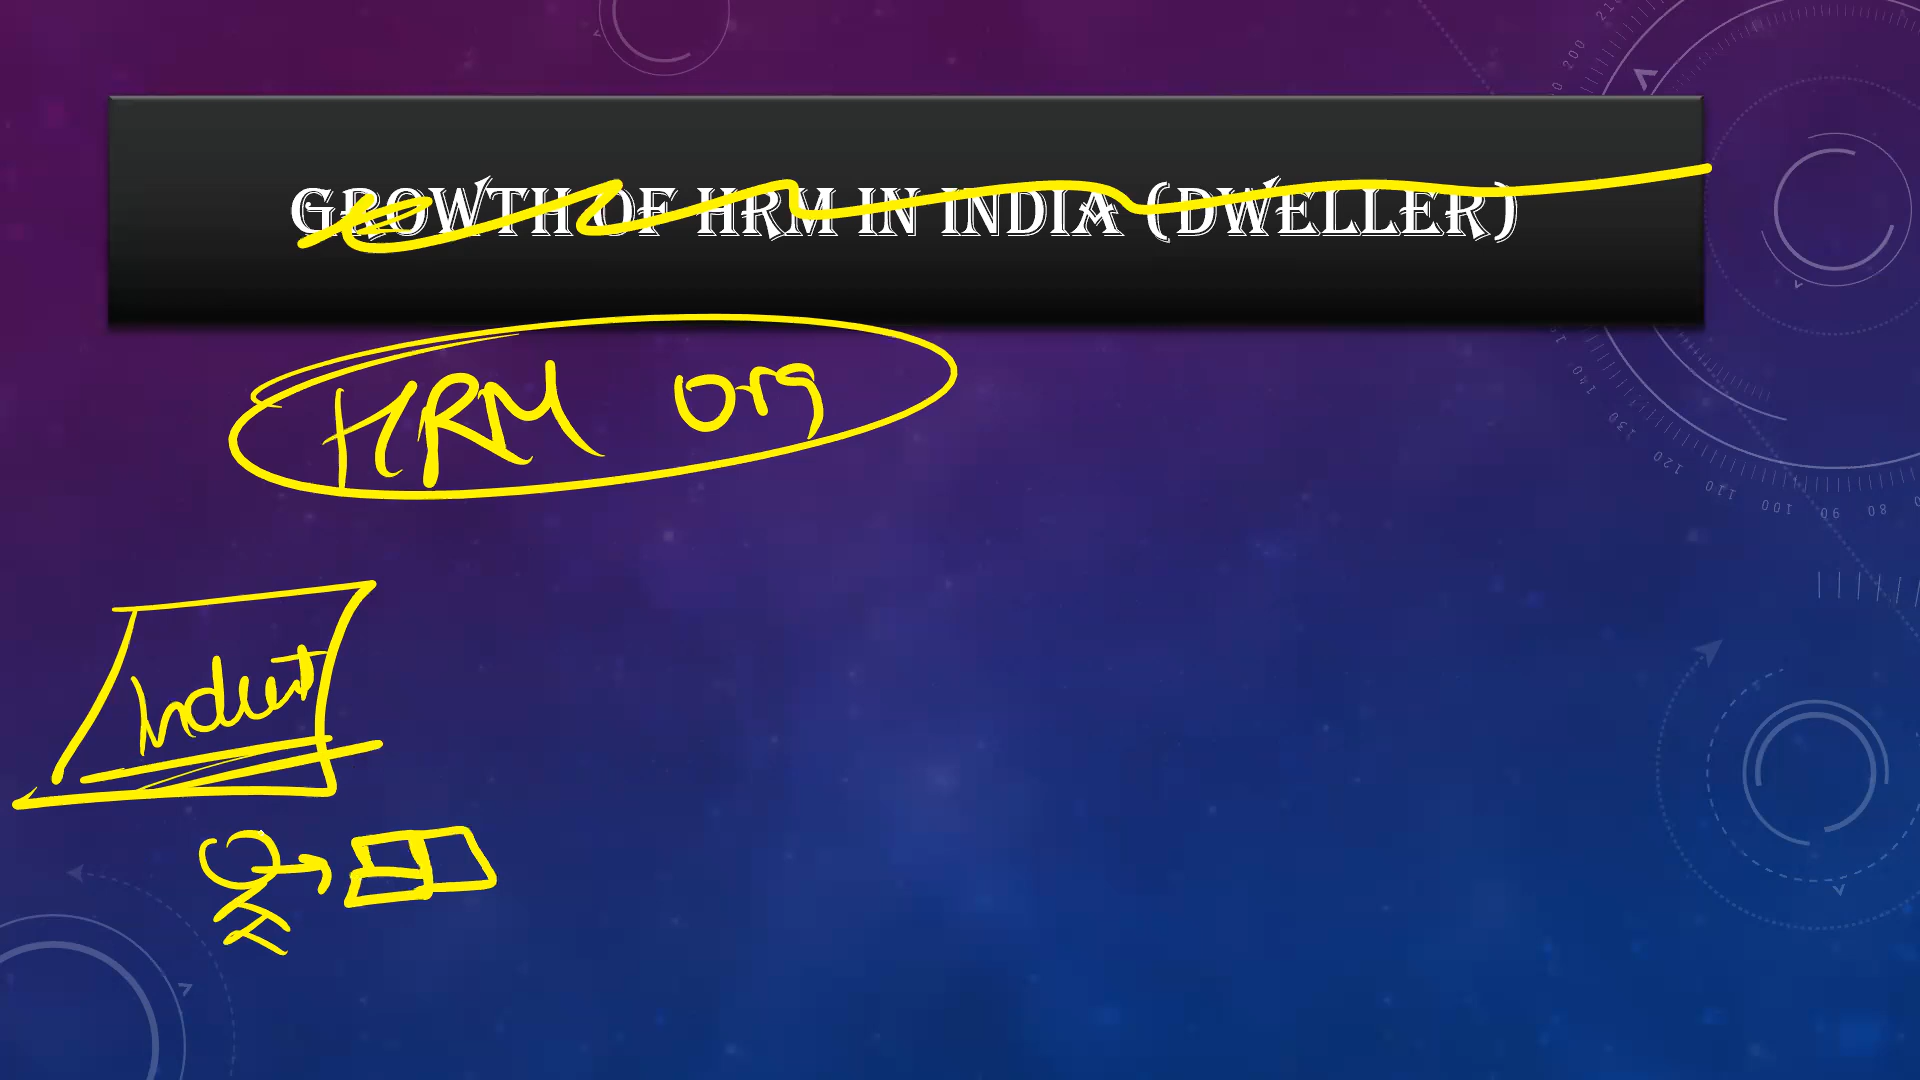 GROWTH OF HRM IN INDIA (DWELLER)
HRM org
Indust